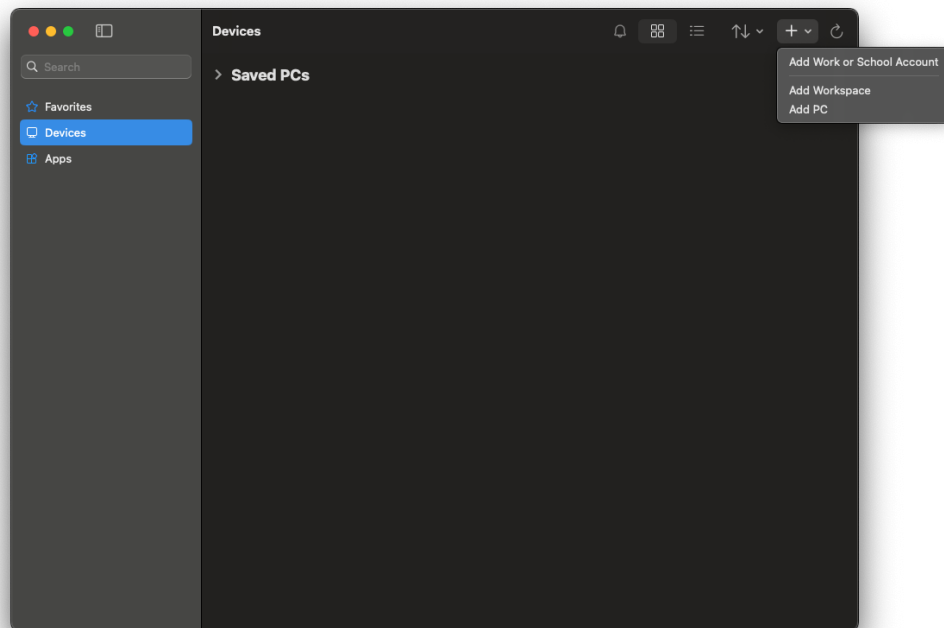 Devices
Search
Favorites
Devices
Apps
Saved PCs
Add Work or School Account
Add Workspace
Add PC